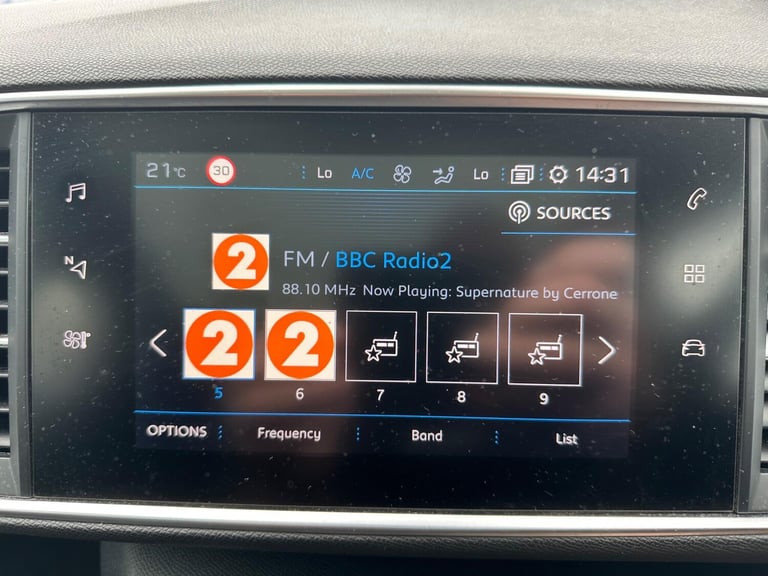 21°C 30 Lo A/C Lo 14:31
SOURCES
2 FM / BBC Radio2
88.10 MHz Now Playing: Supernature by Cerrone
N
2 2
5 6 7 8 9
OPTIONS Frequency Band List